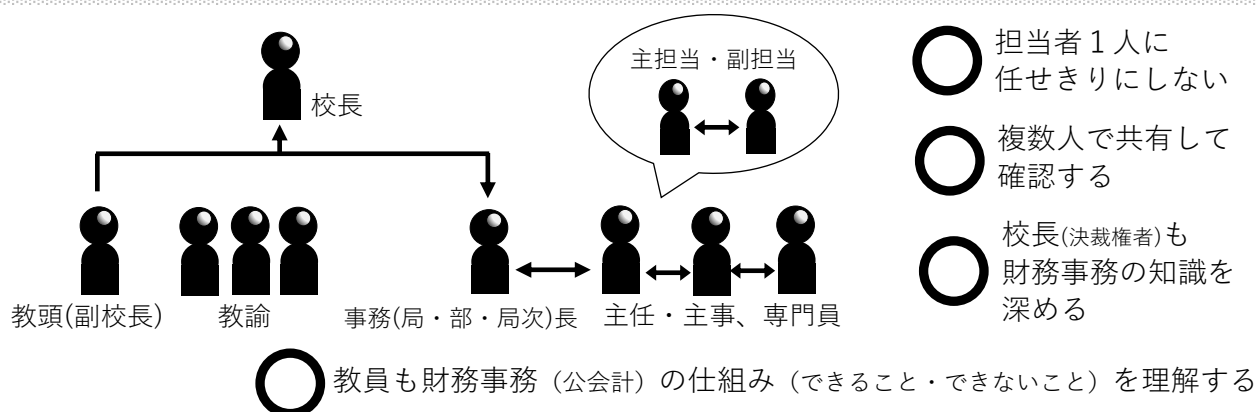 校長
主担当・副担当
担当者１人に
任せきりにしない
複数人で共有して
確認する
校長(決裁権者)も
財務事務の知識を
深める
教頭(副校長)
教諭
事務(局・部・局次)長
主任・主事、専門員
教員も財務事務（公会計）の仕組み（できること・できないこと）を理解する